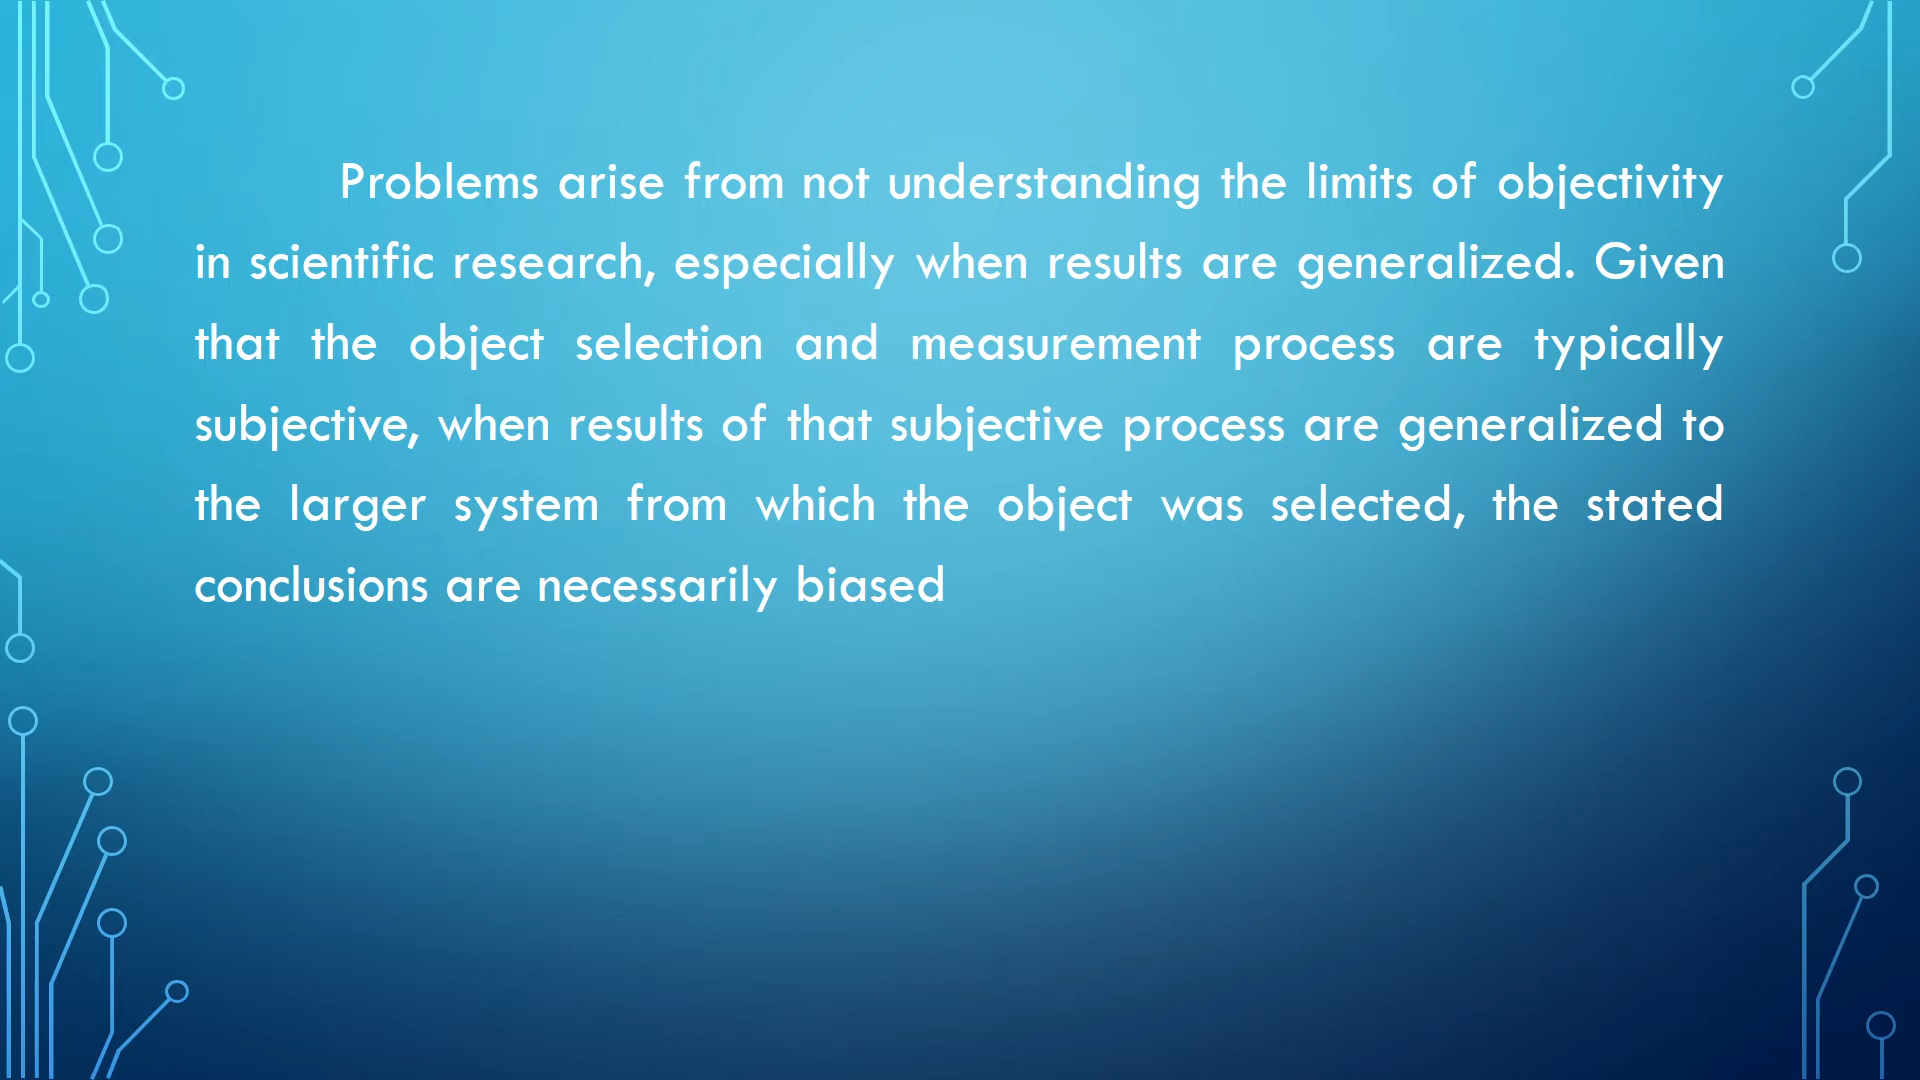 Problems arise from not understanding the limits of objectivity
in scientific research, especially when results are generalized. Given
that the object selection and measurement process are typically
subjective, when results of that subjective process are generalized to
the larger system from which the object was selected, the stated
conclusions are necessarily biased